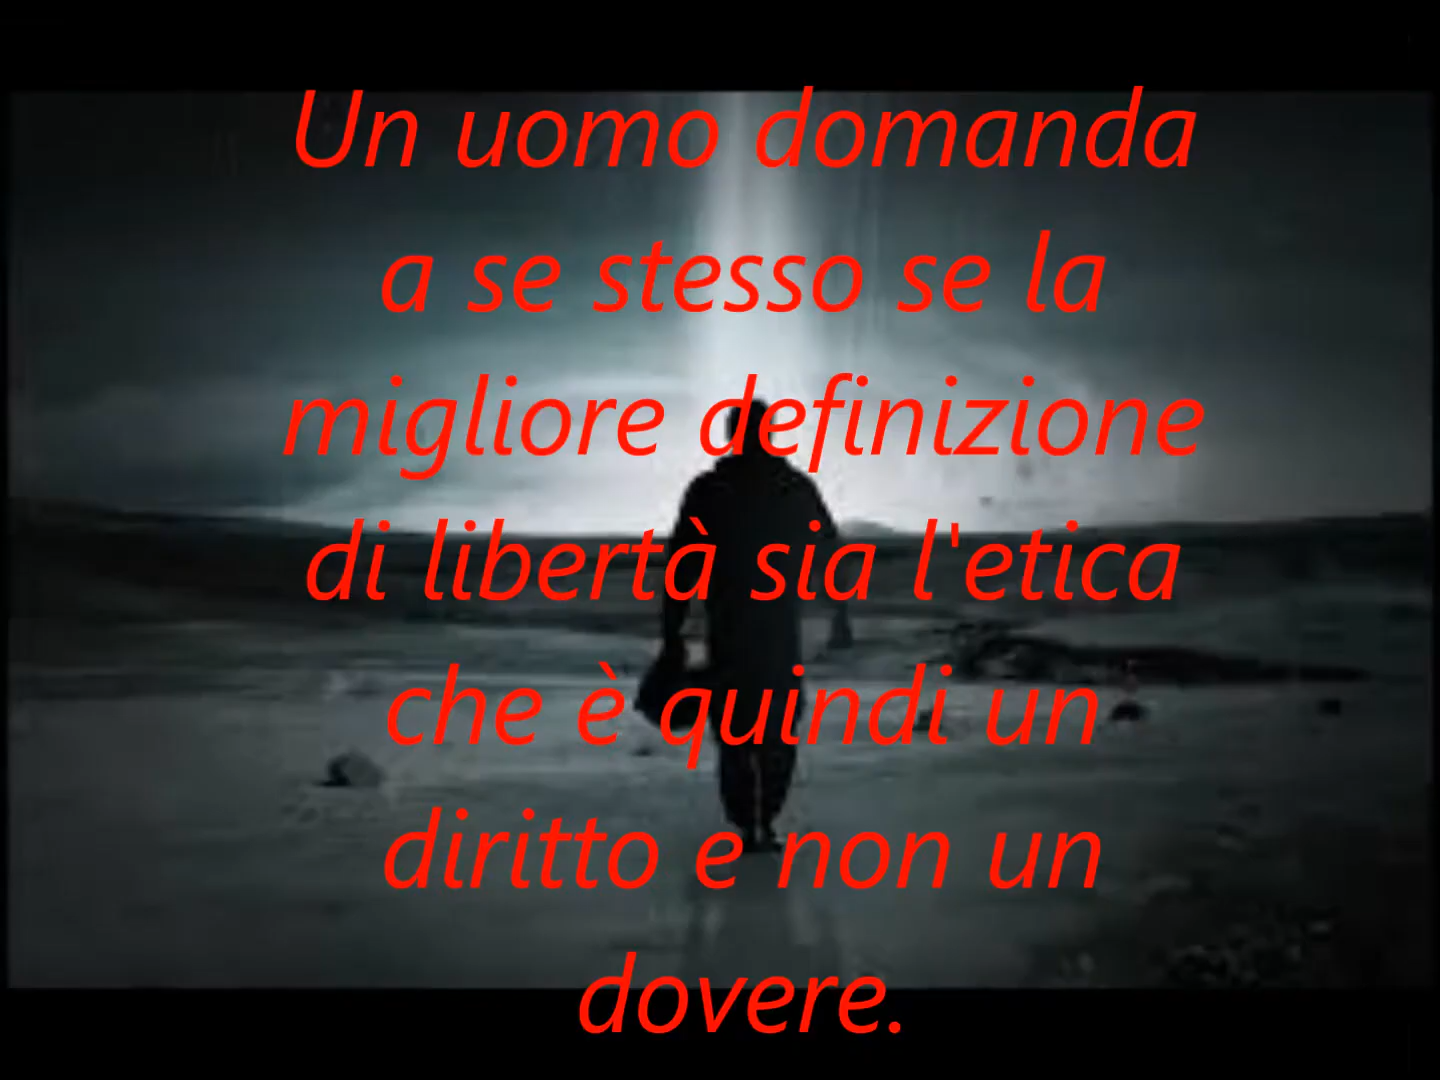 Un uomo domanda
a se stesso se la
migliore definizione
di libertà sia l'etica
che è quindi un
diritto e non un
dovere.